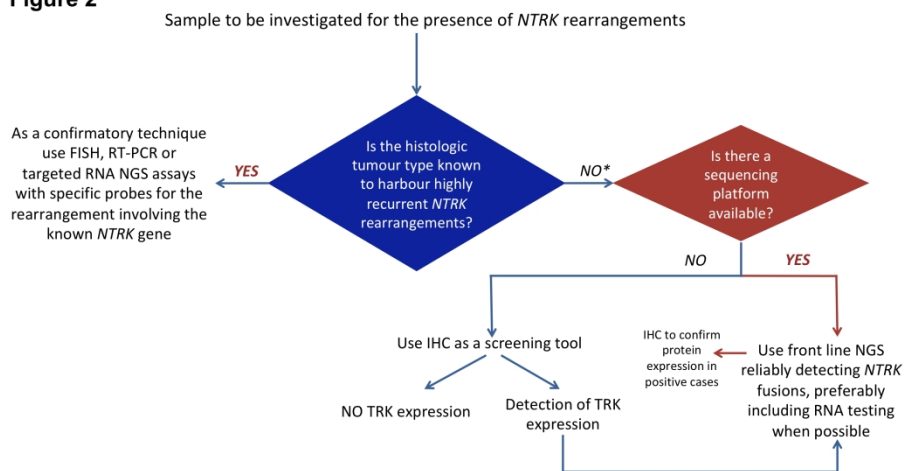 Figure 2
Sample to be investigated for the presence of NTRK rearrangements
As a confirmatory technique
use FISH, RT-PCR or
targeted RNA NGS assays
with specific probes for the
rearrangement involving the
known NTRK gene
YES
Is the histologic
tumour type known
to harbour highly
recurrent NTRK
rearrangements?
NO*
Is there a
sequencing
platform
available?
NO
YES
Use IHC as a screening tool
NO TRK expression
Detection of TRK
expression
IHC to confirm
protein
expression in
positive cases
Use front line NGS
reliably detecting NTRK
fusions, preferably
including RNA testing
when possible